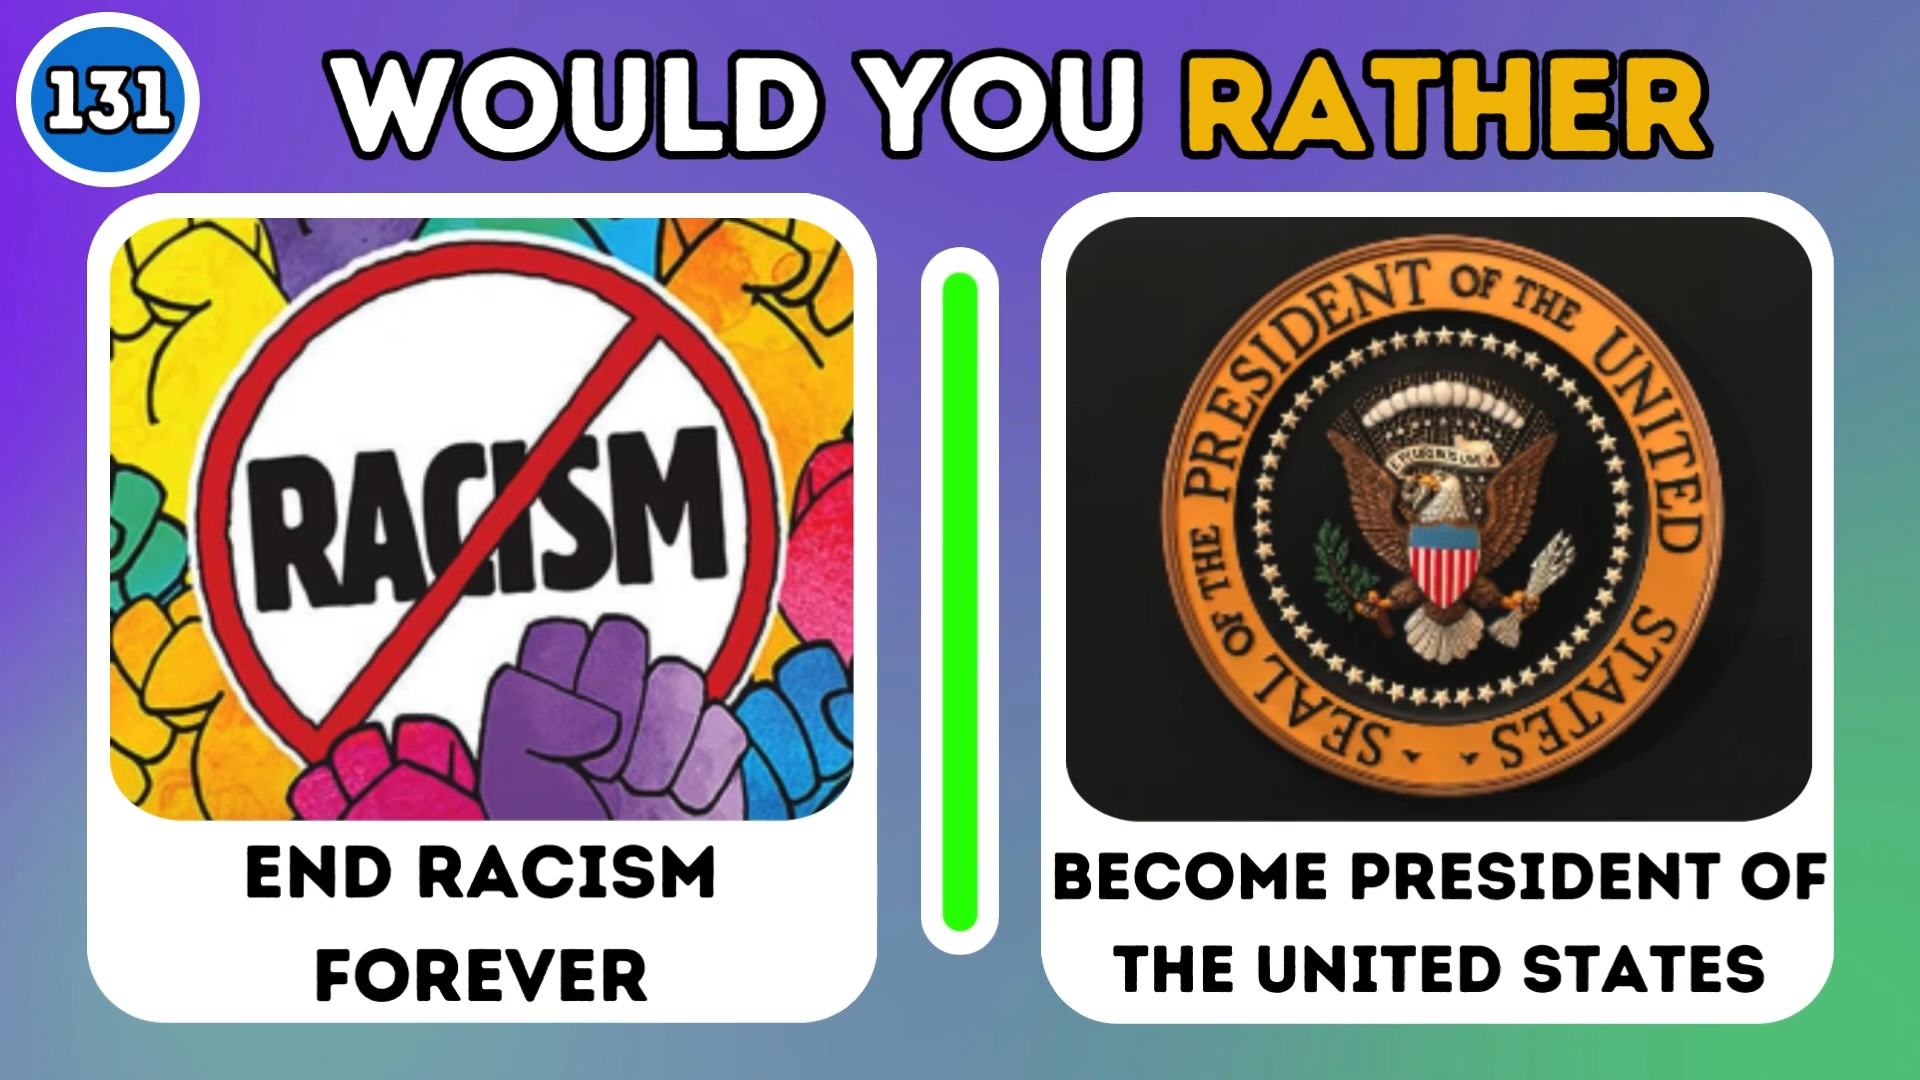 131
WOULD YOU RATHER
RACISM
END RACISM
FOREVER
SEAL OF THE PRESIDENT OF THE UNITED STATES
BECOME PRESIDENT OF
THE UNITED STATES